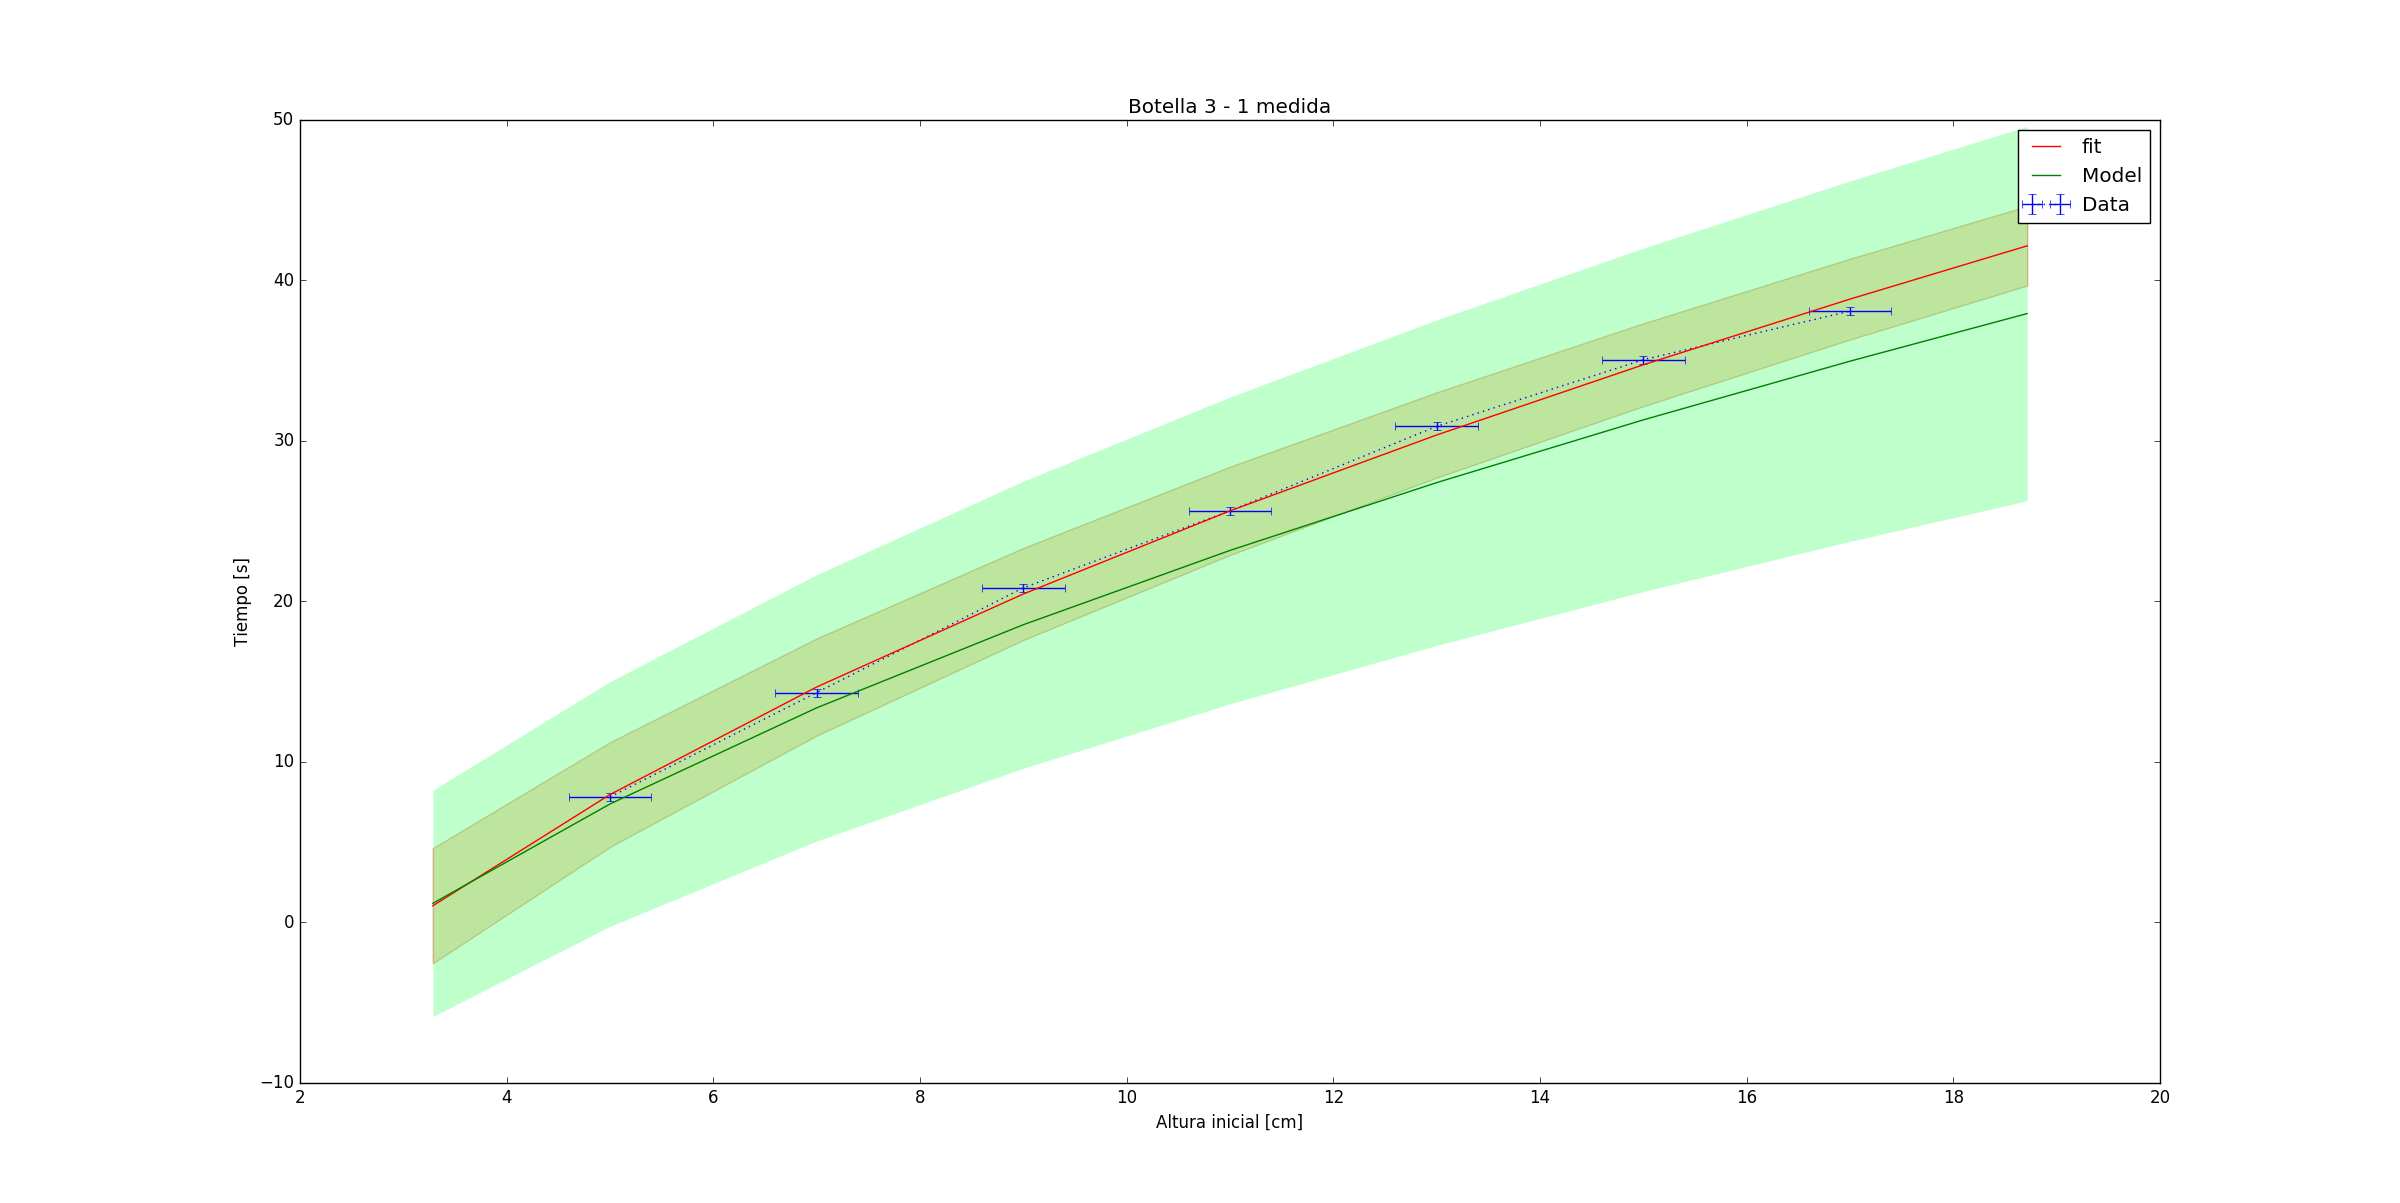 Botella 3 - 1 medida
50
40
30
20
10
0
−10
Tiempo [s]
fit
Model
Data
2 4 6 8 10 12 14 16 18 20
Altura inicial [cm]